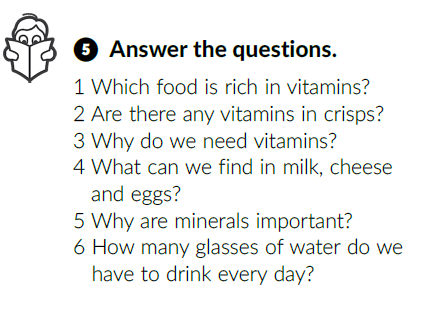 5 Answer the questions.
1 Which food is rich in vitamins?
2 Are there any vitamins in crisps?
3 Why do we need vitamins?
4 What can we find in milk, cheese
and eggs?
5 Why are minerals important?
6 How many glasses of water do we
have to drink every day?